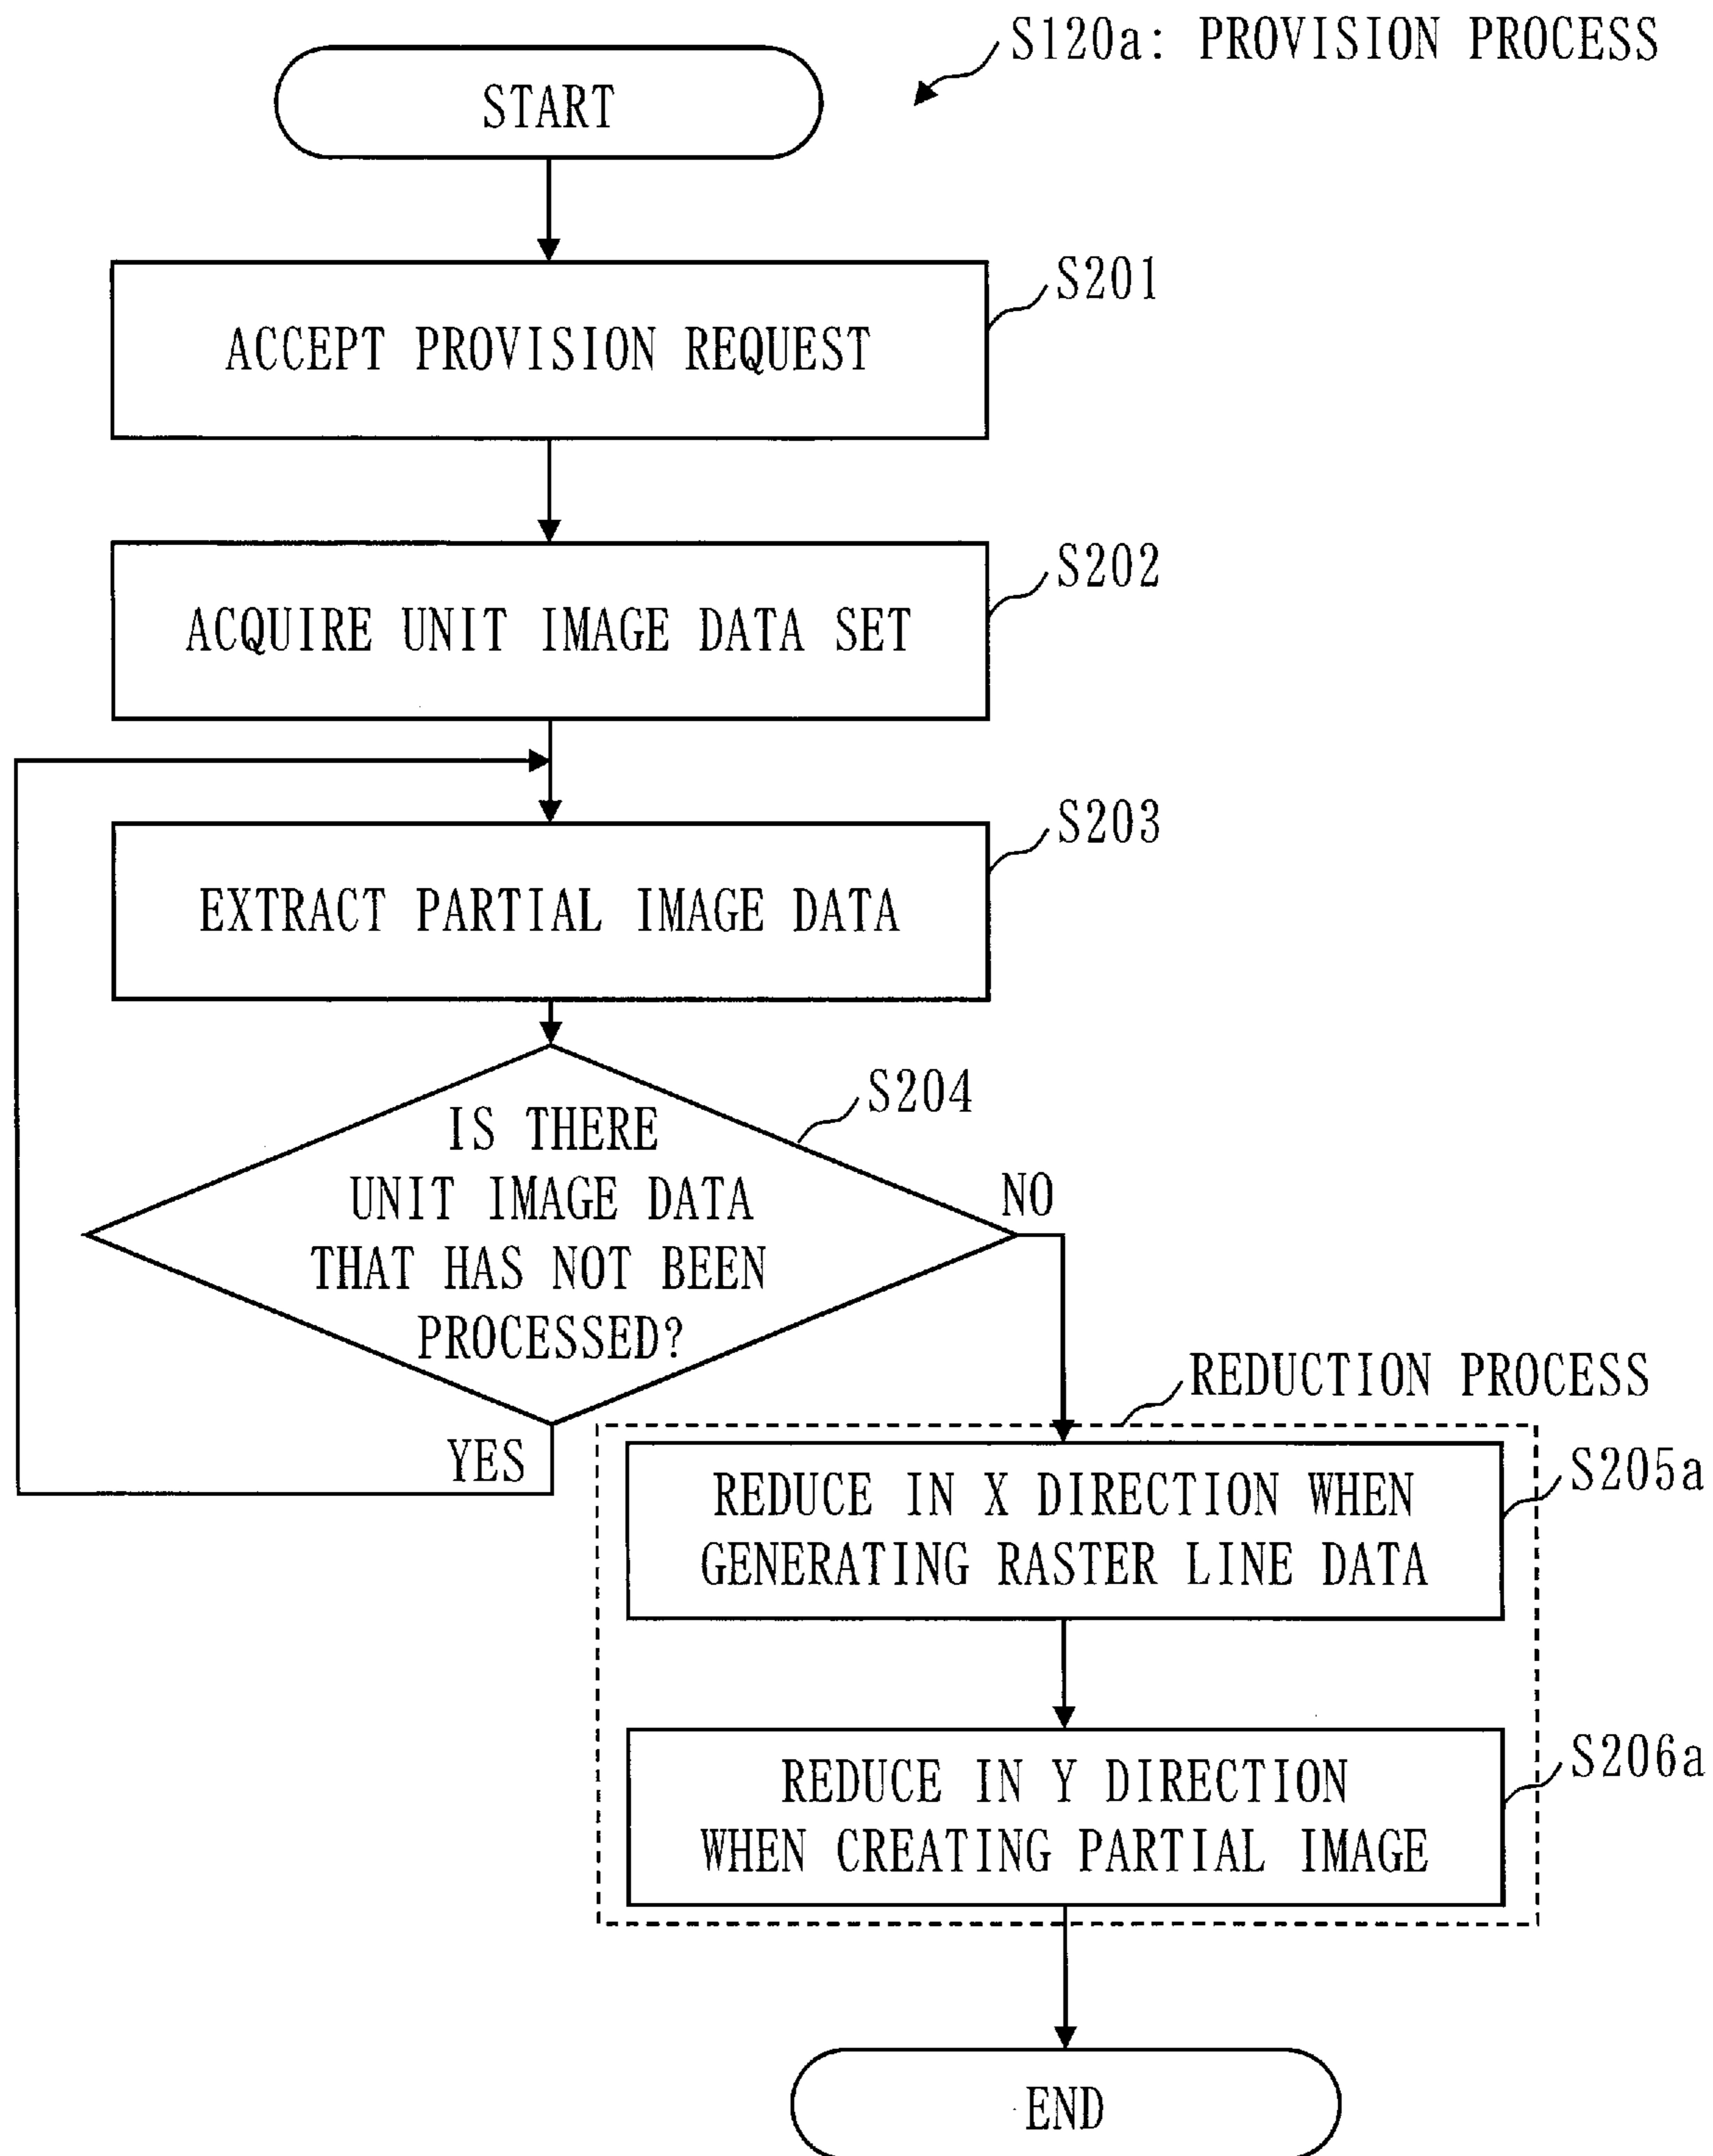 S120a: PROVISION PROCESS
START
S201
ACCEPT PROVISION REQUEST
S202
ACQUIRE UNIT IMAGE DATA SET
S203
EXTRACT PARTIAL IMAGE DATA
S204
IS THERE
UNIT IMAGE DATA
THAT HAS NOT BEEN
PROCESSED?
NO
YES
REDUCTION PROCESS
S205a
REDUCE IN X DIRECTION WHEN
GENERATING RASTER LINE DATA
S206a
REDUCE IN Y DIRECTION
WHEN CREATING PARTIAL IMAGE
END